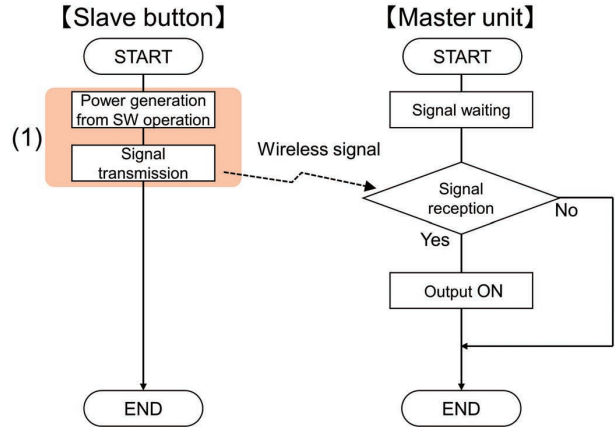 【Slave button】
START
(1)
Power generation
from SW operation
Signal
transmission
END
Wireless signal
【Master unit】
START
Signal waiting
Signal
reception
No
Yes
Output ON
END